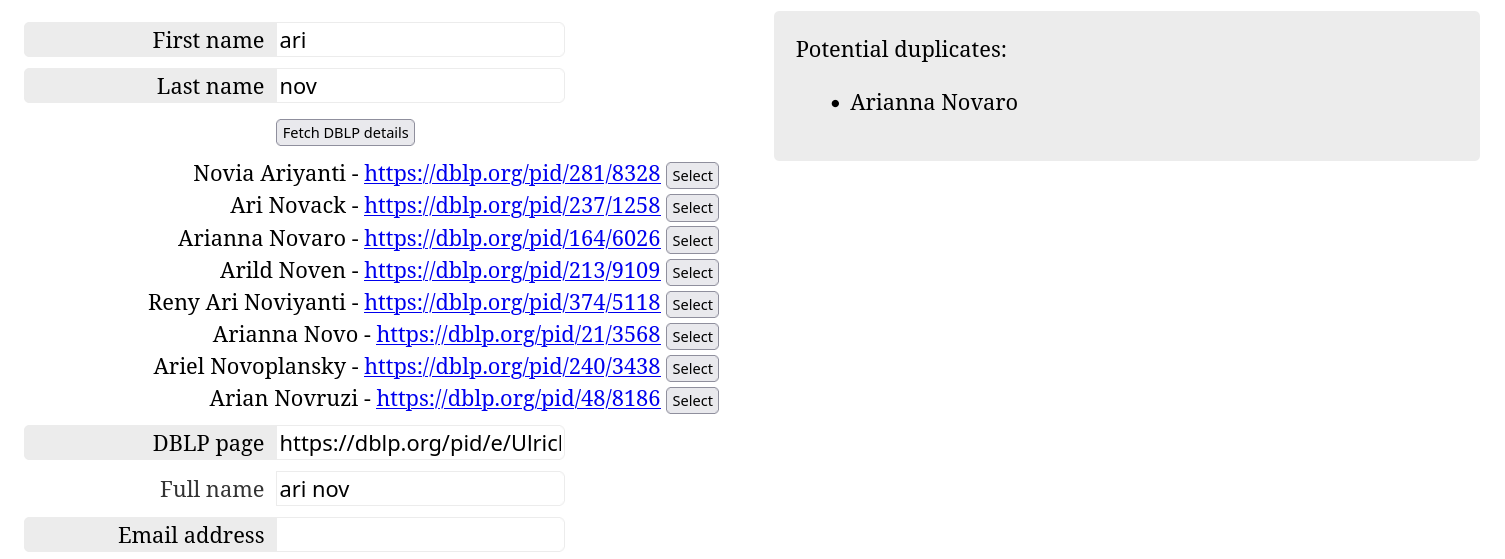 First name ari
Last name nov
Fetch DBLP details
Novia Ariyanti - https://dblp.org/pid/281/8328 Select
Ari Novack - https://dblp.org/pid/237/1258 Select
Arianna Novaro - https://dblp.org/pid/164/6026 Select
Arild Noven - https://dblp.org/pid/213/9109 Select
Reny Ari Noviyanti - https://dblp.org/pid/374/5118 Select
Arianna Novo - https://dblp.org/pid/21/3568 Select
Ariel Novoplansky - https://dblp.org/pid/240/3438 Select
Arian Novruzi - https://dblp.org/pid/48/8186 Select
DBLP page https://dblp.org/pid/e/Ulricl
Full name ari nov
Email address
Potential duplicates:
• Arianna Novaro